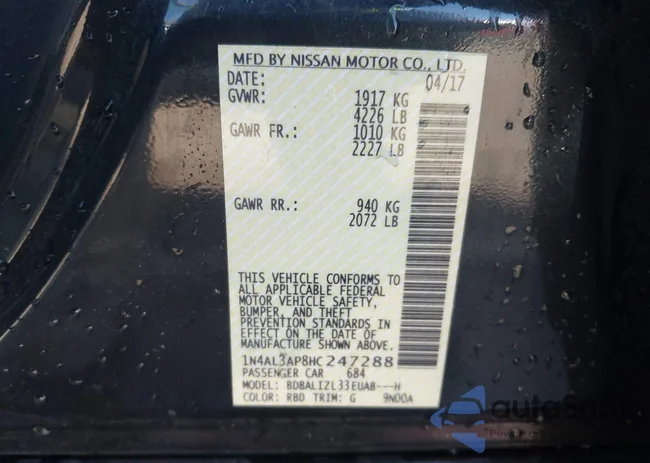 MFD BY NISSAN MOTOR CO., LTD.
DATE: 04/17
GVWR: 1917 KG
4226 LB
GAWR FR.: 1010 KG
2227 LB
GAWR RR.: 940 KG
2072 LB
THIS VEHICLE CONFORMS TO
ALL APPLICABLE FEDERAL
MOTOR VEHICLE SAFETY,
BUMPER, AND THEFT
PREVENTION STANDARDS IN
EFFECT ON THE DATE OF
MANUFACTURE SHOWN ABOVE.
1N4AL3AP8HC247288
PASSENGER CAR 684
MODEL: BDBALIZL33EUAB---H
COLOR: RBD TRIM: G 9N00A